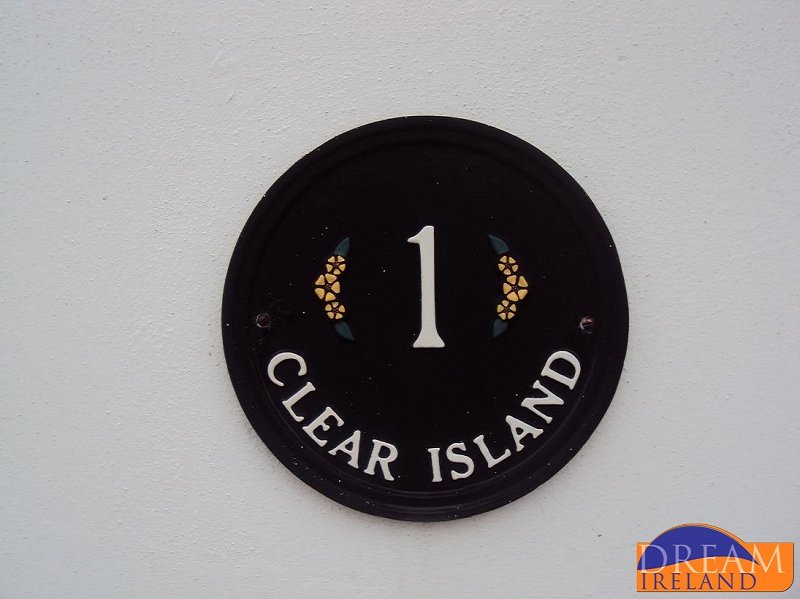 1
CLEAR ISLAND
DREAM
IRELAND